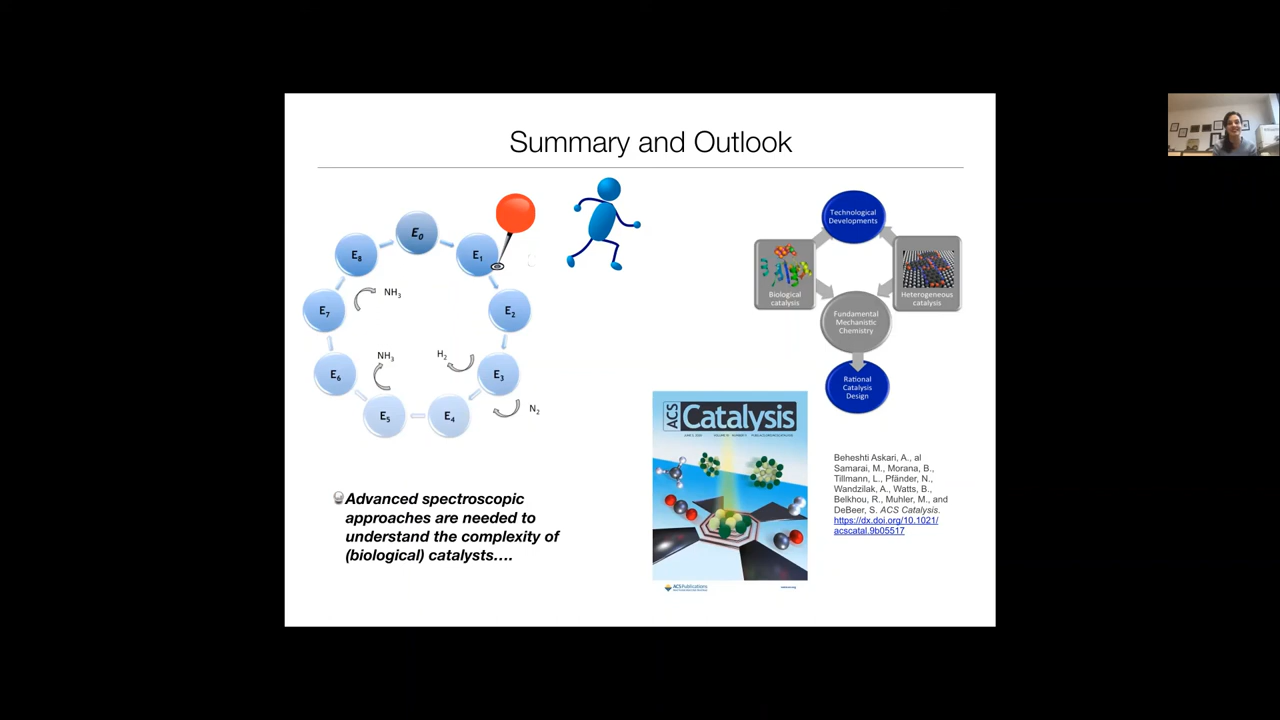 Summary and Outlook
E0
E1
E2
E3
E4
E5
E6
E7
E8
NH3
NH3
H2
N2
Advanced spectroscopic
approaches are needed to
understand the complexity of
(biological) catalysts….
Technological
Developments
Biological
catalysis
Heterogeneous
catalysis
Fundamental
Mechanistic
Chemistry
Rational
Catalysis
Design
ACS
Catalysis
ACS Publications
Beheshti Askari, A., al
Samarai, M., Morana, B.,
Tillmann, L., Pfänder, N.,
Wandzilak, A., Watts, B.,
Belkhou, R., Muhler, M., and
DeBeer, S. ACS Catalysis.
https://dx.doi.org/10.1021/
acscatal.9b05517